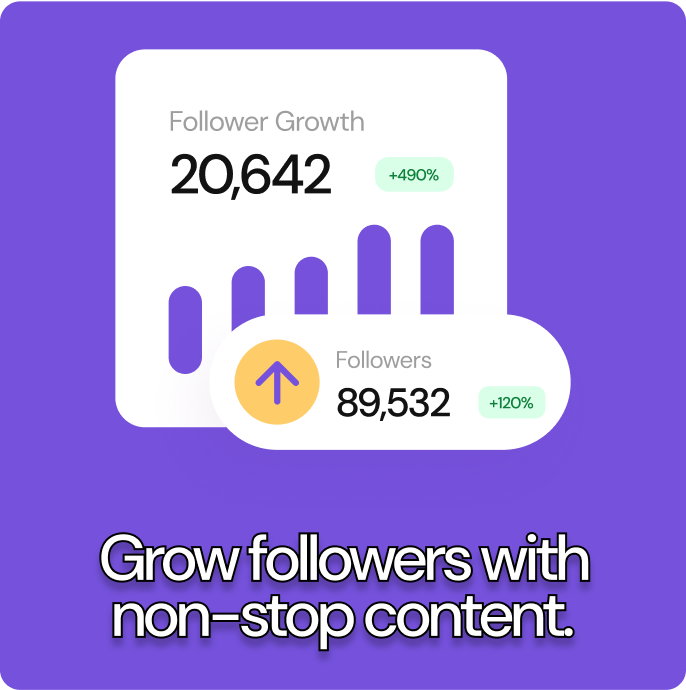 Follower Growth
20,642
+490%
Followers
89,532
+120%
Grow followers with
non-stop content.